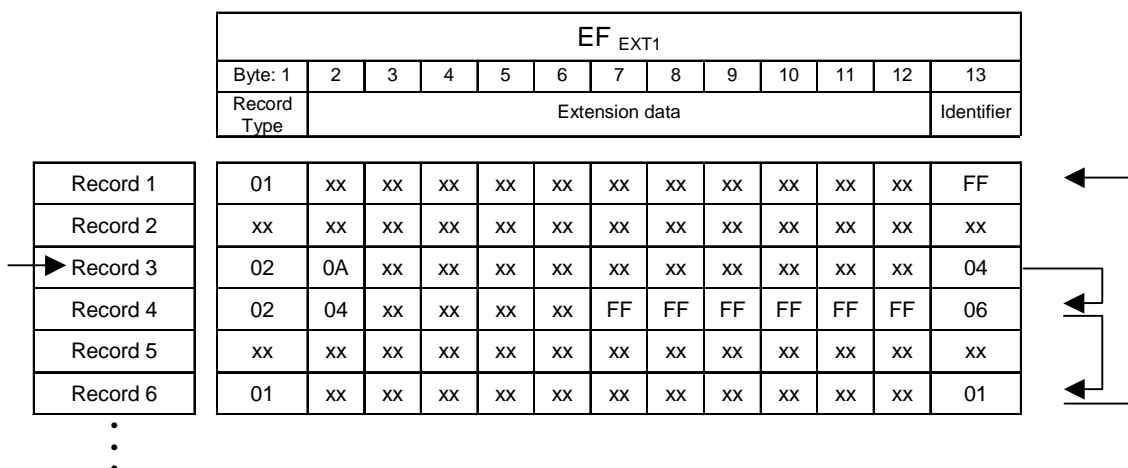 EF EXT1
Byte: 1 2 3 4 5 6 7 8 9 10 11 12 13
Record Type Extension data Identifier
Record 1 01 xx xx xx xx xx xx xx xx xx xx xx FF
Record 2 xx xx xx xx xx xx xx xx xx xx xx xx xx
Record 3 02 0A xx xx xx xx xx xx xx xx xx xx 04
Record 4 02 04 xx xx xx xx FF FF FF FF FF FF 06
Record 5 xx xx xx xx xx xx xx xx xx xx xx xx xx
Record 6 01 xx xx xx xx xx xx xx xx xx xx xx 01